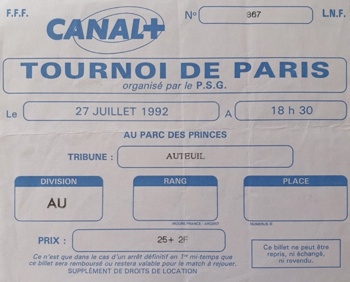 F.F.F. N° 867 L.N.F.
CANAL+
TOURNOI DE PARIS
organisé par le P.S.G.
Le 27 JUILLET 1992 A 18 h 30
AU PARC DES PRINCES
TRIBUNE : AUTEUIL
DIVISION RANG PLACE
AU
PRIX : 25+ 2F
Ce n'est que dans le cas d'un arrêt définitif en 1re mi-temps que
ce billet sera remboursé ou restera valable pour le match à rejouer.
SUPPLÉMENT DE DROITS DE LOCATION
Ce billet ne peut être
repris, ni échangé,
ni revendu.